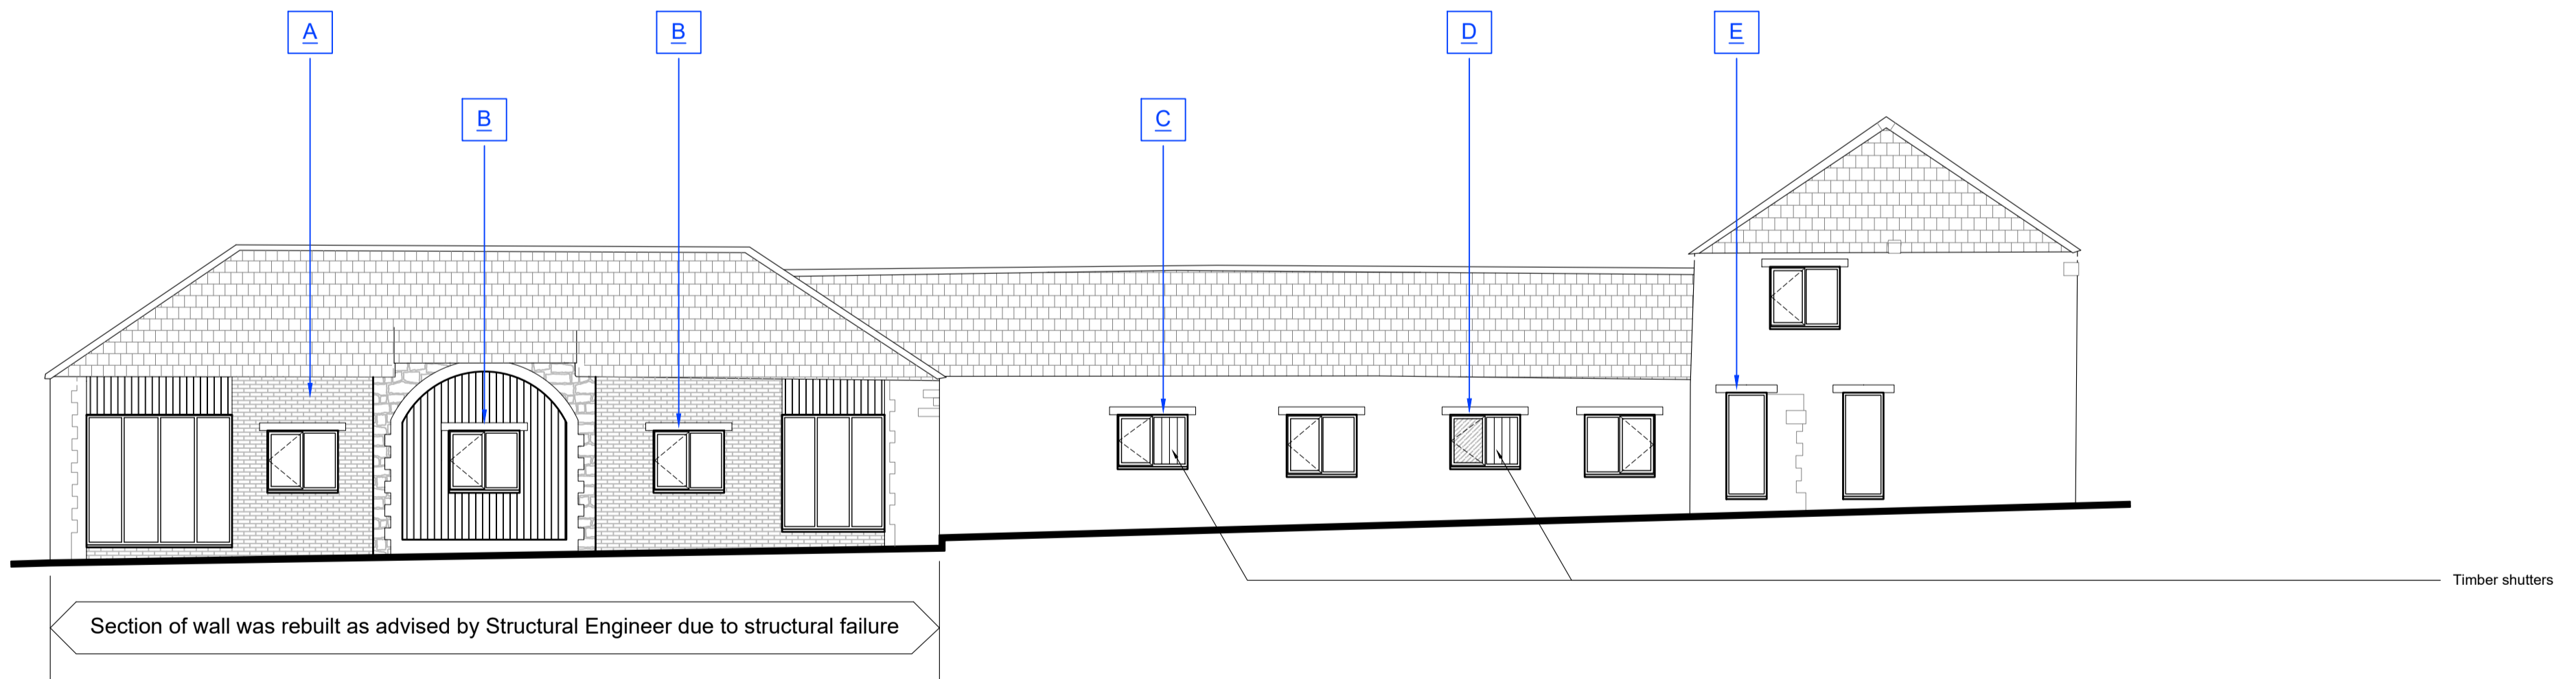 A
B
D
E
B
C
Timber shutters
Section of wall was rebuilt as advised by Structural Engineer due to structural failure